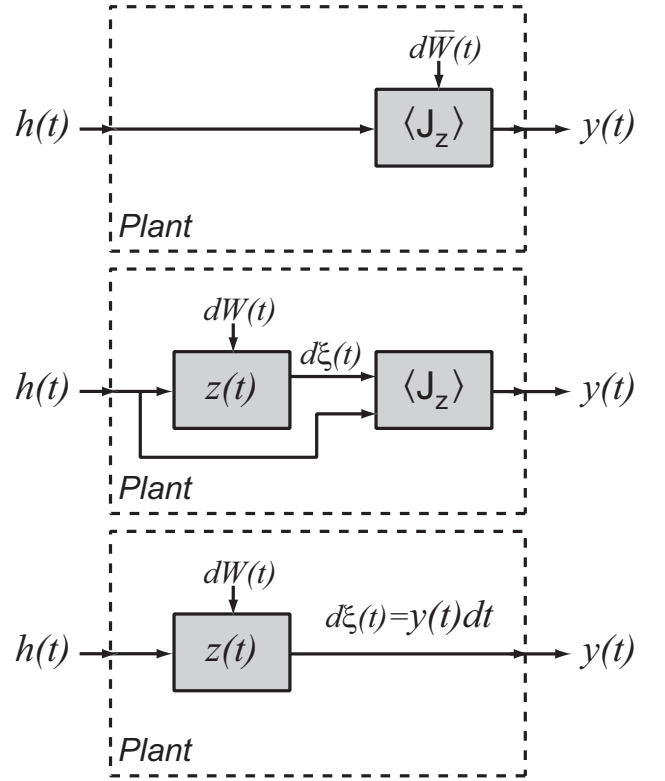 dW̅(t)
h(t) ⟨J_z⟩ y(t)
Plant
dW(t)
dξ(t)
h(t) z(t) ⟨J_z⟩ y(t)
Plant
dW(t)
dξ(t)=y(t)dt
h(t) z(t) y(t)
Plant